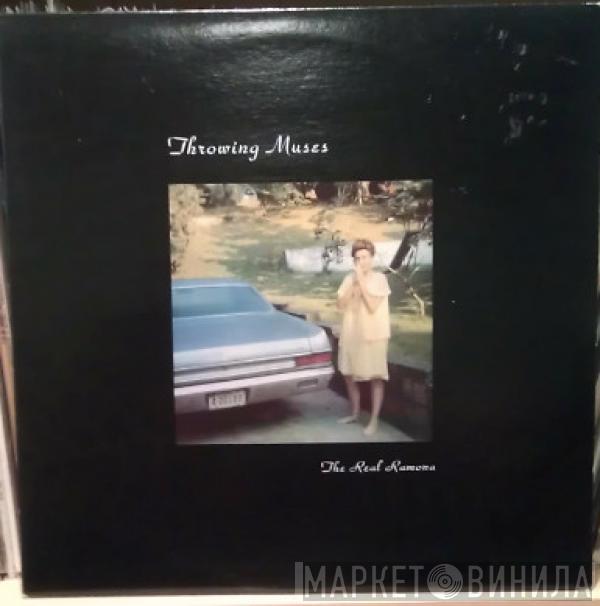 Throwing Muses
The Real Ramona
МАРКЕТ ВИНИЛА